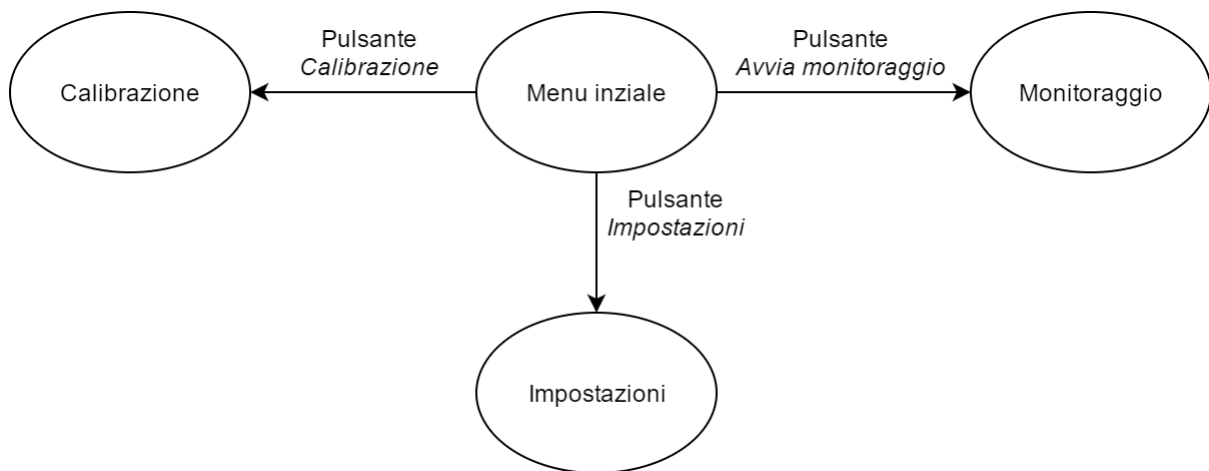 Pulsante
Calibrazione
Pulsante
Avvia monitoraggio
Calibrazione
Menu inziale
Monitoraggio
Pulsante
Impostazioni
Impostazioni